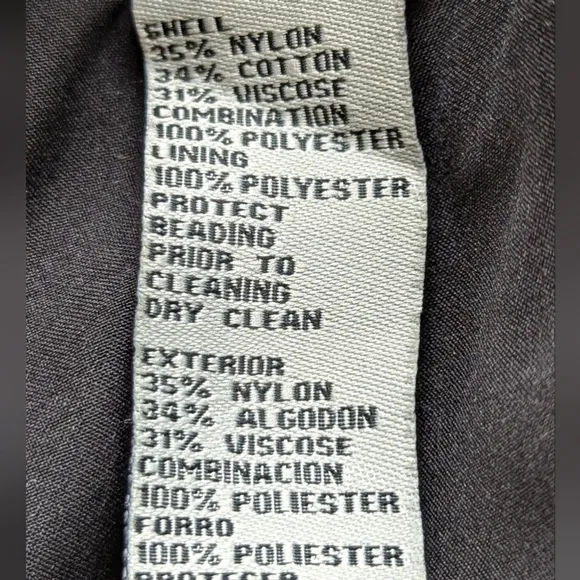 SHELL
35% NYLON
34% COTTON
31% VISCOSE
COMBINATION
100% POLYESTER
LINING
100% POLYESTER
PROTECT
BEADING
PRIOR TO
CLEANING
DRY CLEAN
EXTERIOR
35% NYLON
34% ALGODON
31% VISCOSE
COMBINACION
100% POLIESTER
FORRO
100% POLIESTER
PROTEGER